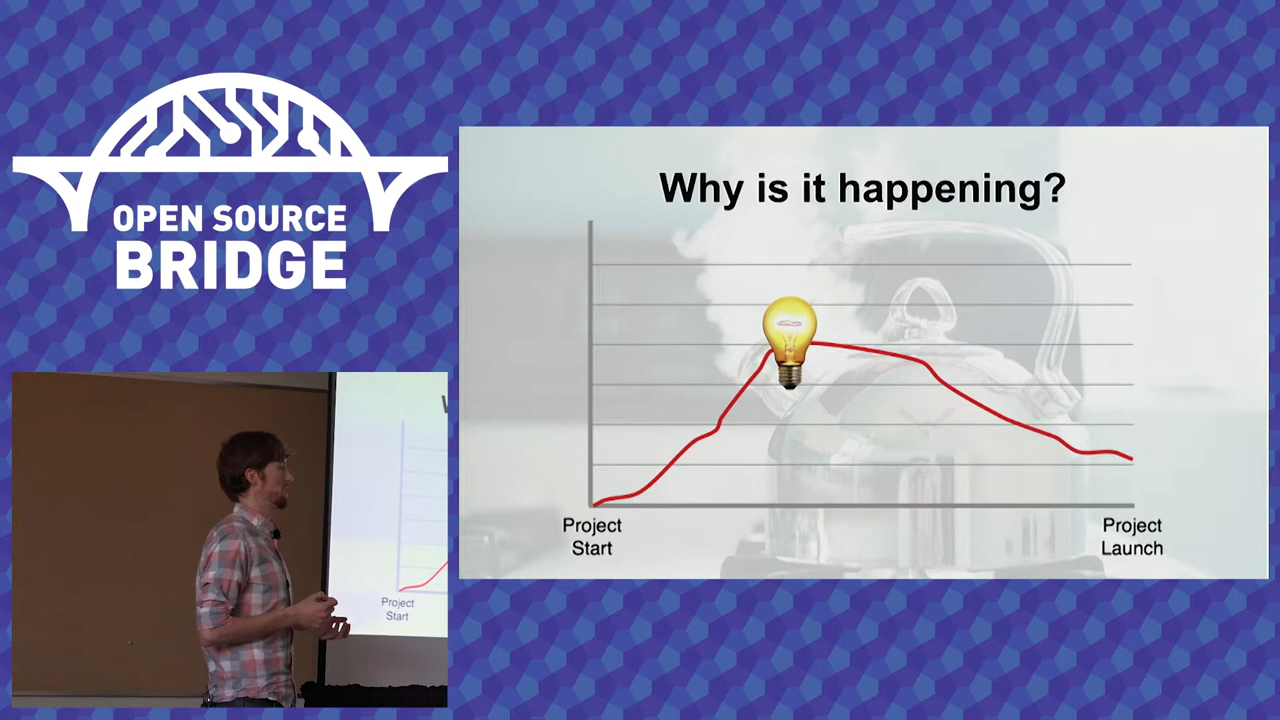 OPEN SOURCE
BRIDGE
Why is it happening?
Project
Start
Project
Launch
W
Project
Start